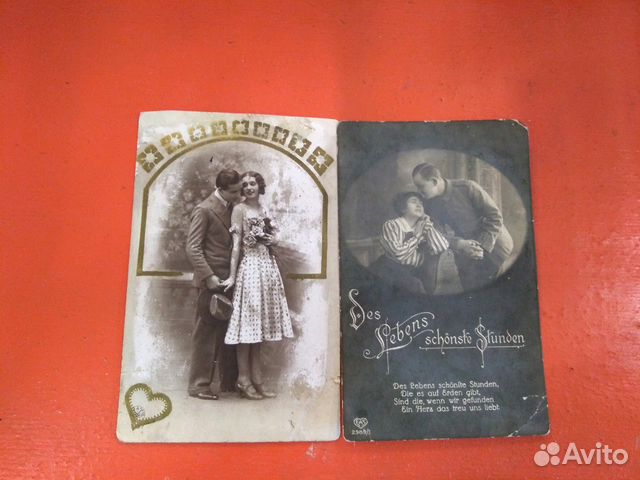 Des
Lebens
schönste Stunden
Des Lebens schönste Stunden,
Die es auf Erden gibt,
Sind die, wenn wir gefunden
Ein Herz das treu uns liebt.
Avito